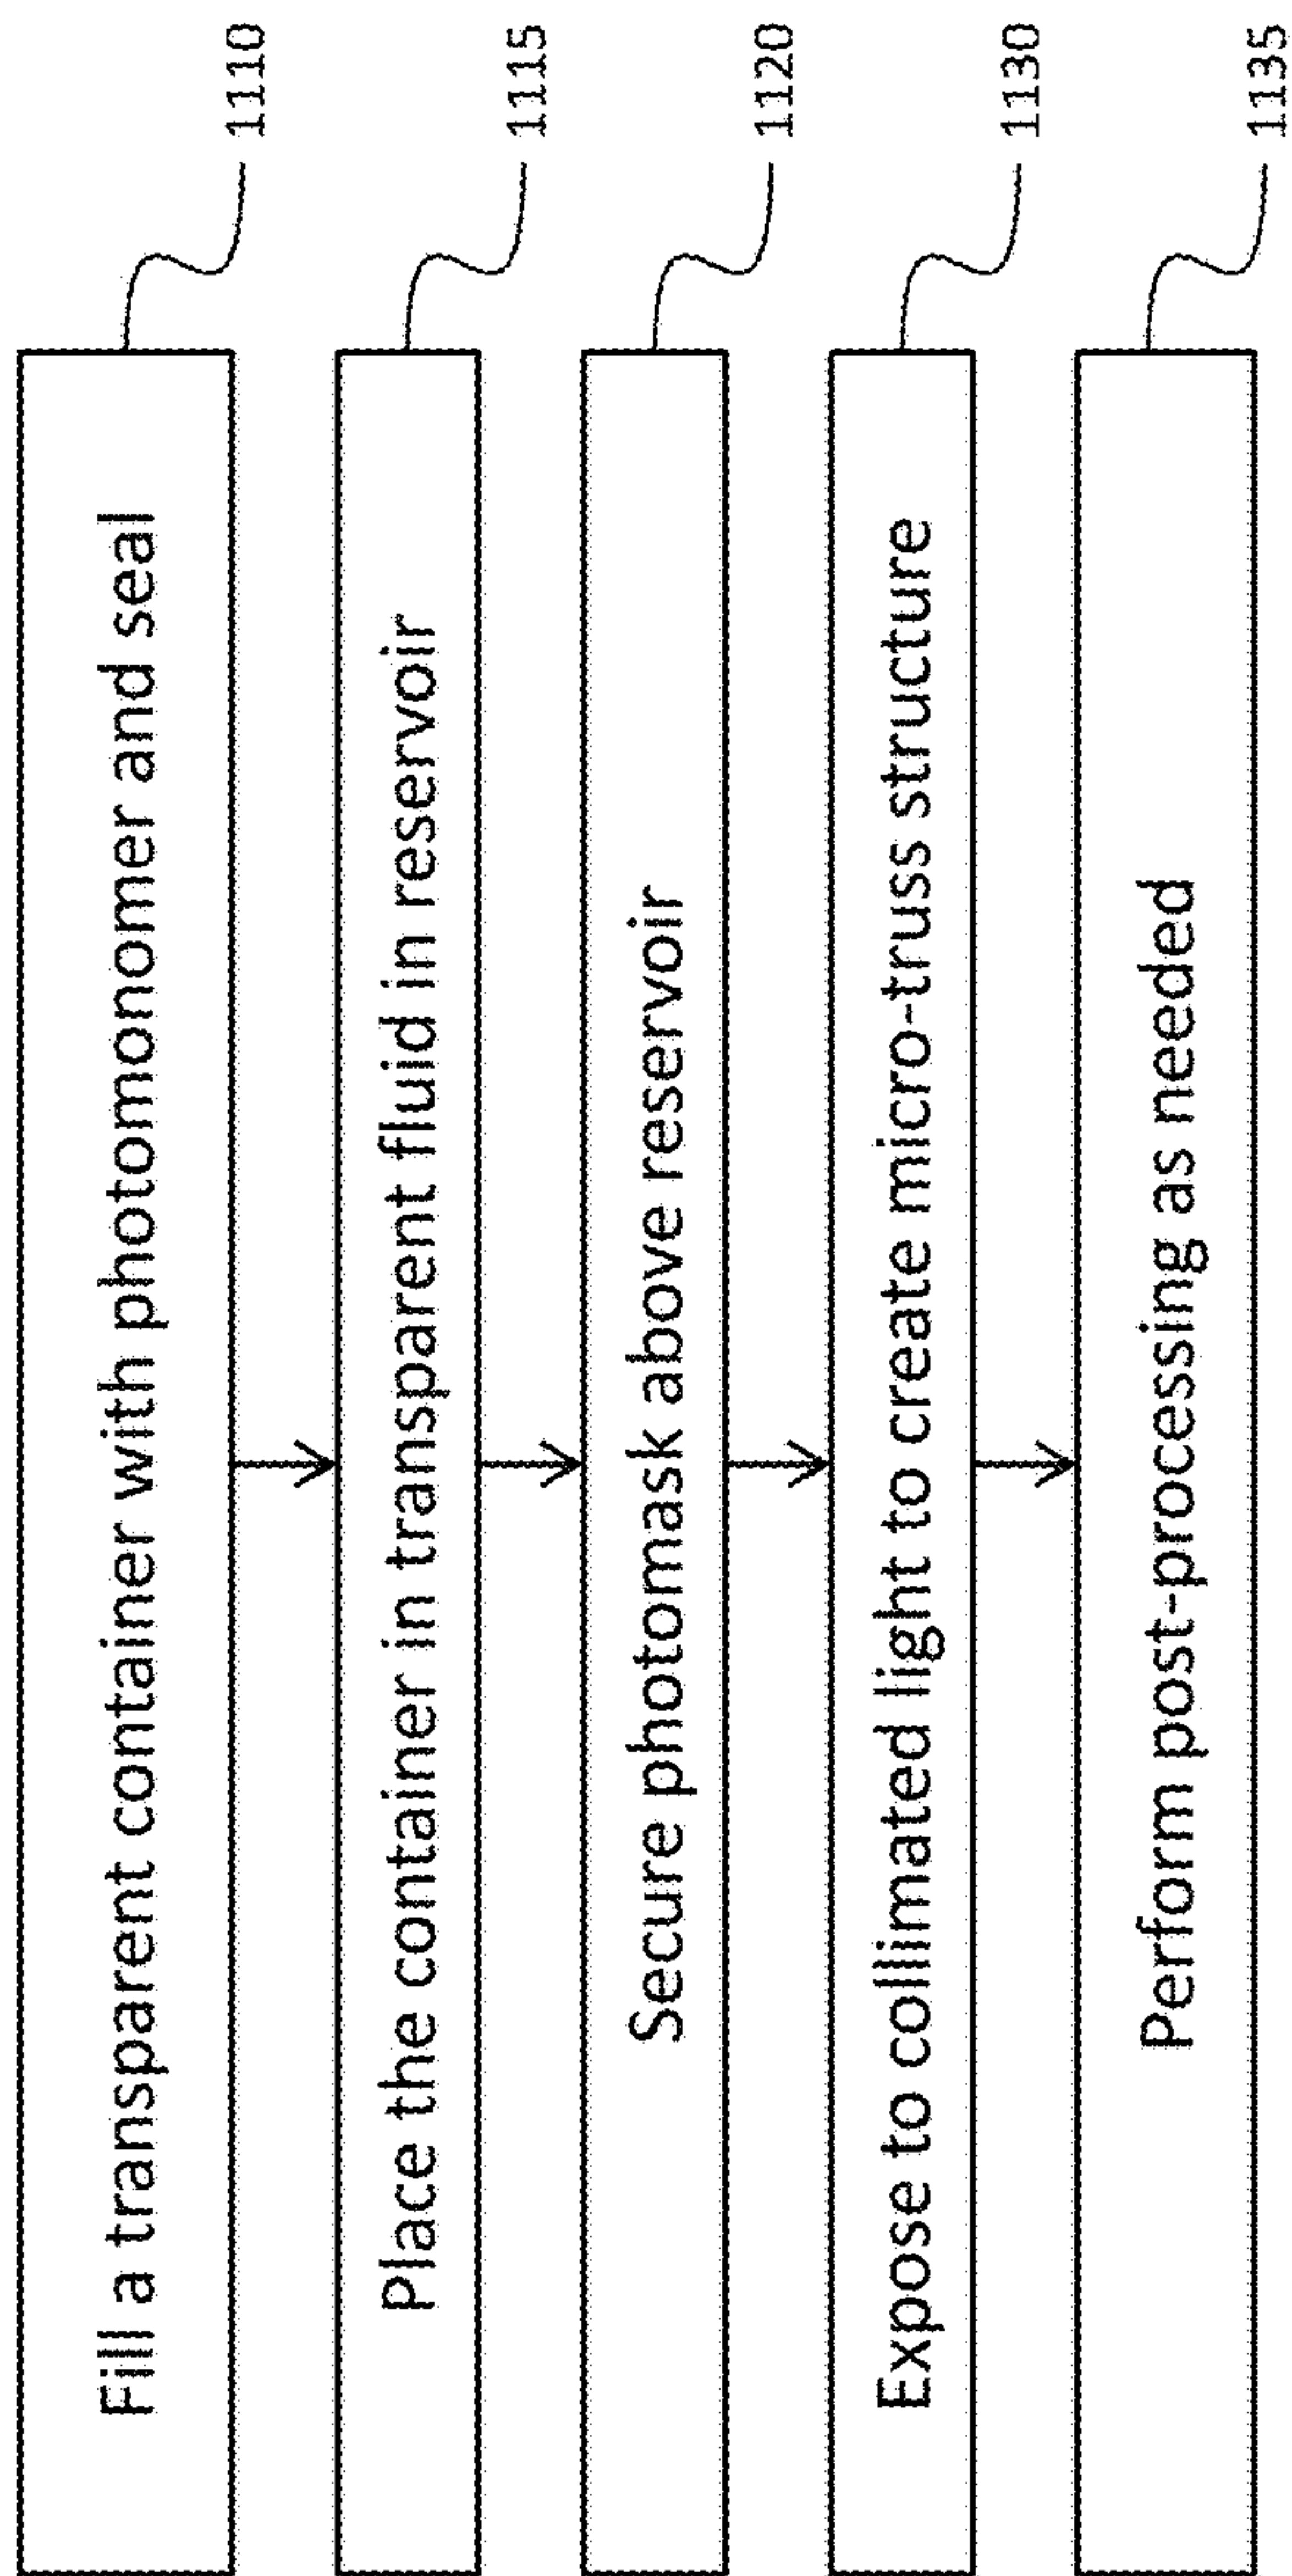 Fill a transparent container with photomonomer and seal
1110
Place the container in transparent fluid in reservoir
1115
Secure photomask above reservoir
1120
Expose to collimated light to create micro-truss structure
1130
Perform post-processing as needed
1135